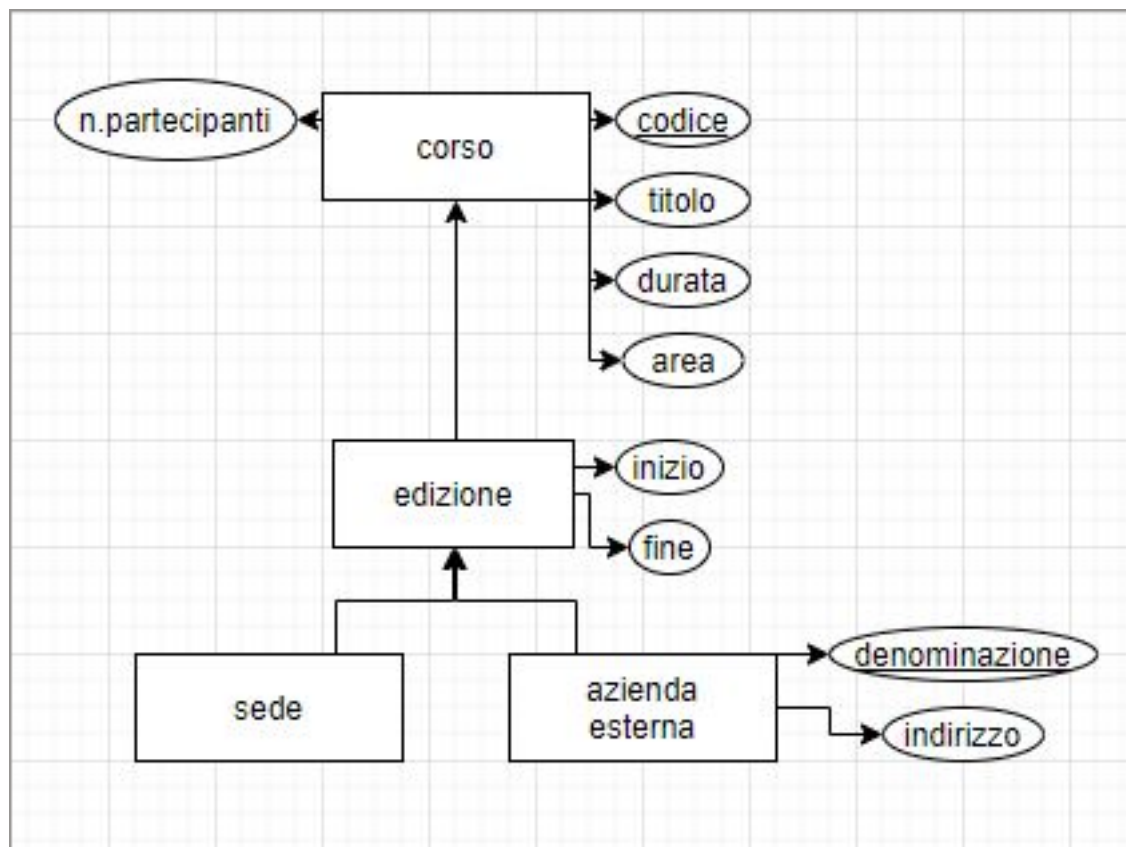 n.partecipanti
corso
codice
titolo
durata
area
edizione
inizio
fine
sede
azienda
esterna
denominazione
indirizzo